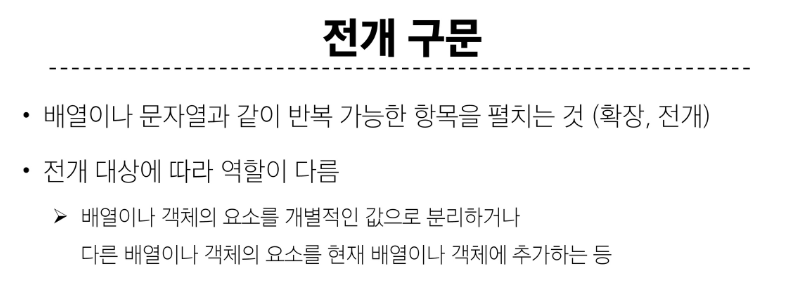 전개 구문
• 배열이나 문자열과 같이 반복 가능한 항목을 펼치는 것 (확장, 전개)
• 전개 대상에 따라 역할이 다름
➢ 배열이나 객체의 요소를 개별적인 값으로 분리하거나
다른 배열이나 객체의 요소를 현재 배열이나 객체에 추가하는 등